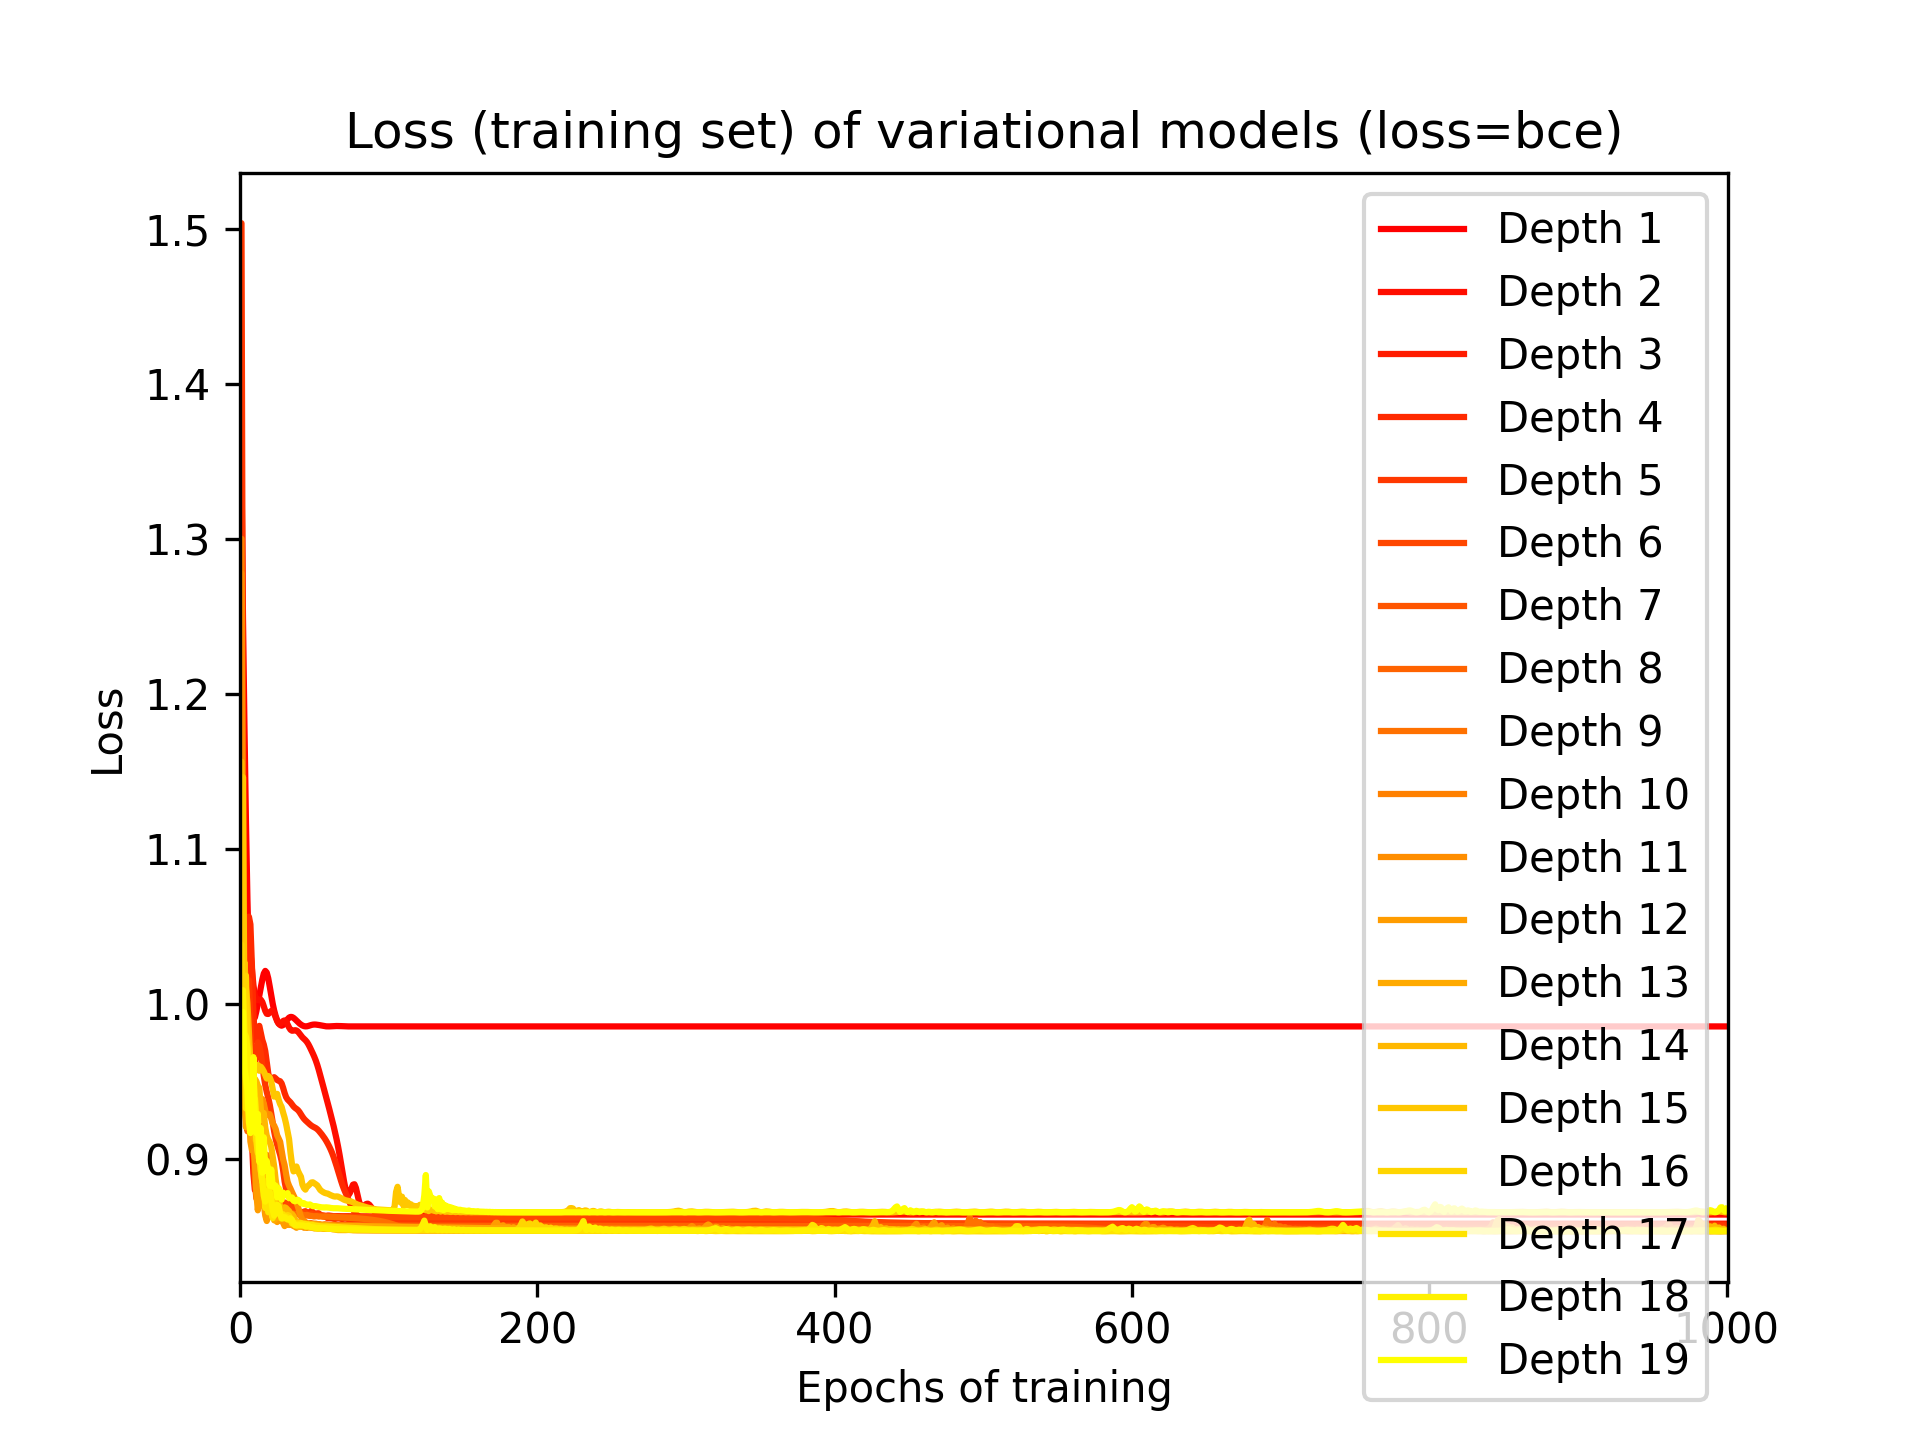 Loss (training set) of variational models (loss=bce)
1.5
1.4
1.3
1.2
1.1
1.0
0.9
Loss
0
200
400
600
800
1000
Epochs of training
Depth 1
Depth 2
Depth 3
Depth 4
Depth 5
Depth 6
Depth 7
Depth 8
Depth 9
Depth 10
Depth 11
Depth 12
Depth 13
Depth 14
Depth 15
Depth 16
Depth 17
Depth 18
Depth 19